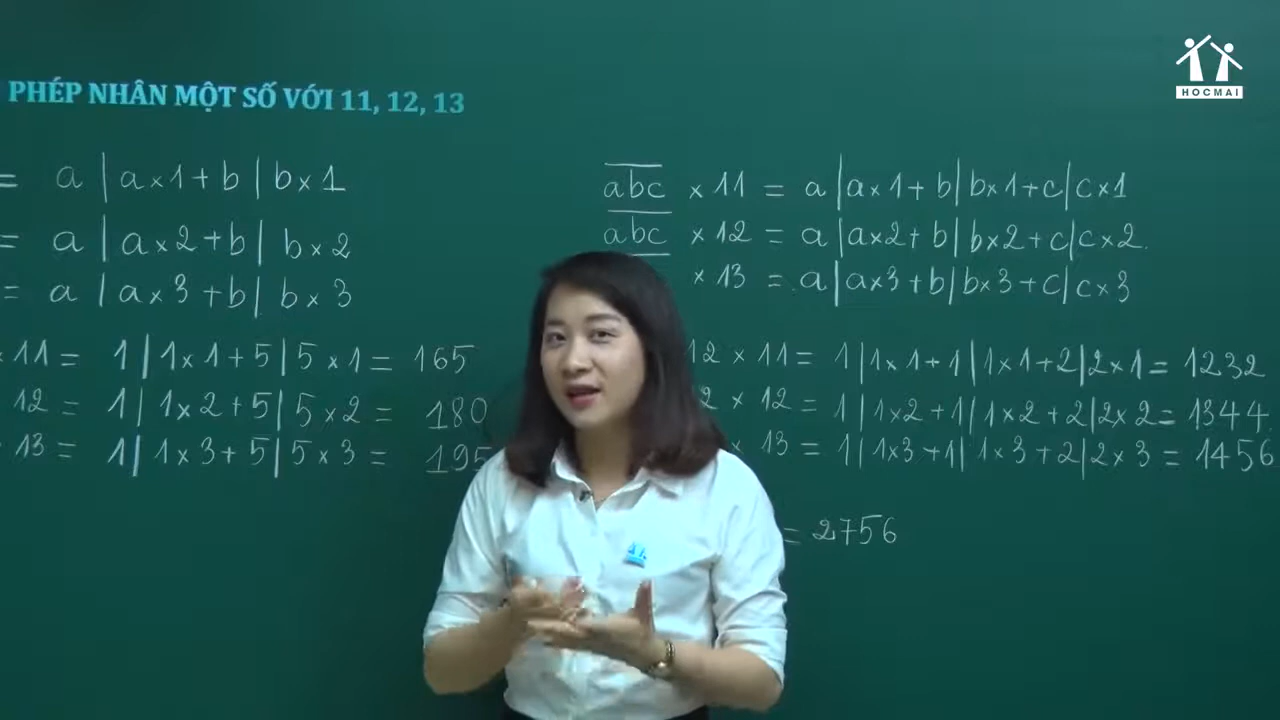 HOCMAI
PHÉP NHÂN MỘT SỐ VỚI 11, 12, 13
= a | a×1+b | b×1
= a | a×2+b | b×2
= a | a×3+b | b×3
×11 = 1 | 1×1+5 | 5×1 = 165
12 = 1 | 1×2+5 | 5×2 = 180
13 = 1 | 1×3+5 | 5×3 = 195
abc ×11 = a | a×1+b | b×1+c | c×1
abc ×12 = a | a×2+b | b×2+c | c×2.
×13 = a | a×3+b | b×3+c | c×3
12 × 11 = 1 | 1×1+1 | 1×1+2 | 2×1 = 1232
2 × 12 = 1 | 1×2+1 | 1×2+2 | 2×2 = 1344.
× 13 = 1 | 1×3+1 | 1×3+2 | 2×3 = 1456
= 2756